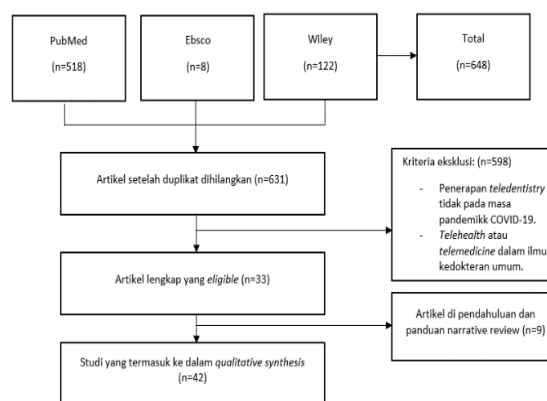 PubMed
(n=518)
Ebsco
(n=8)
Wiley
(n=122)
Total
(n=648)
Artikel setelah duplikat dihilangkan (n=631)
Kriteria eksklusi: (n=598)
- Penerapan teledentistry
tidak pada masa
pandemikk COVID-19.
- Telehealth atau
telemedicine dalam ilmu
kedokteran umum.
Artikel lengkap yang eligible (n=33)
Artikel di pendahuluan dan
panduan narrative review (n=9)
Studi yang termasuk ke dalam qualitative synthesis
(n=42)